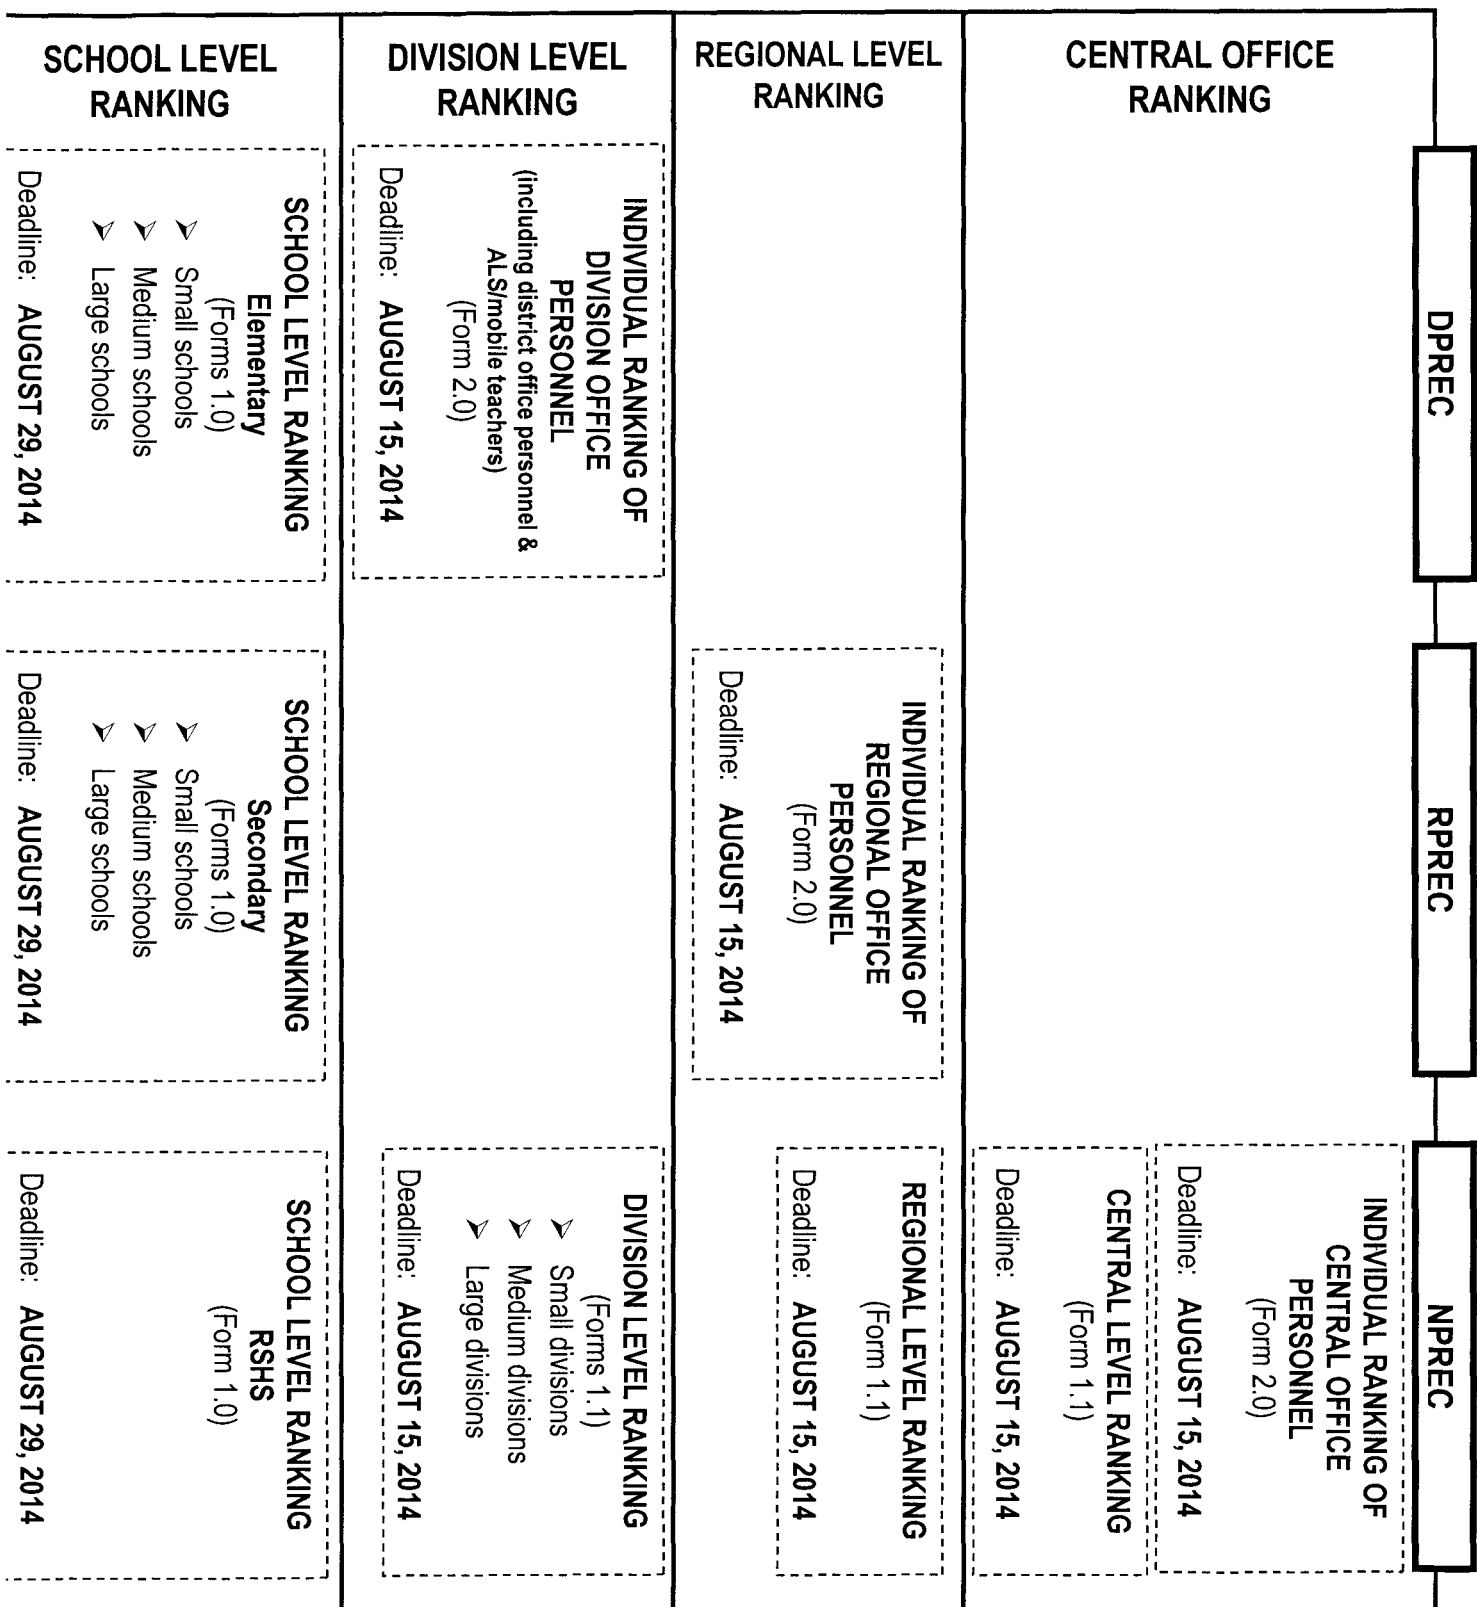 SCHOOL LEVEL
RANKING
DIVISION LEVEL
RANKING
REGIONAL LEVEL
RANKING
CENTRAL OFFICE
RANKING
DPREC
RPREC
NPREC
INDIVIDUAL RANKING OF
CENTRAL OFFICE
PERSONNEL
(Form 2.0)
Deadline: AUGUST 15, 2014
CENTRAL LEVEL RANKING
(Form 1.1)
Deadline: AUGUST 15, 2014
INDIVIDUAL RANKING OF
REGIONAL OFFICE
PERSONNEL
(Form 2.0)
Deadline: AUGUST 15, 2014
REGIONAL LEVEL RANKING
(Form 1.1)
Deadline: AUGUST 15, 2014
INDIVIDUAL RANKING OF
DIVISION OFFICE
PERSONNEL
(including district office personnel &
ALS/mobile teachers)
(Form 2.0)
Deadline: AUGUST 15, 2014
DIVISION LEVEL RANKING
(Forms 1.1)
➢ Small divisions
➢ Medium divisions
➢ Large divisions
Deadline: AUGUST 15, 2014
SCHOOL LEVEL RANKING
Elementary
(Forms 1.0)
➢ Small schools
➢ Medium schools
➢ Large schools
Deadline: AUGUST 29, 2014
SCHOOL LEVEL RANKING
Secondary
(Forms 1.0)
➢ Small schools
➢ Medium schools
➢ Large schools
Deadline: AUGUST 29, 2014
SCHOOL LEVEL RANKING
RSHS
(Form 1.0)
Deadline: AUGUST 29, 2014